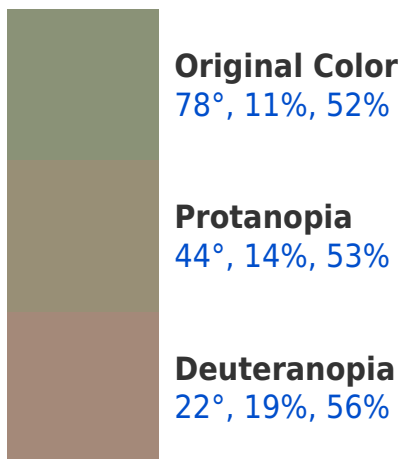 Original Color
78°, 11%, 52%
Protanopia
44°, 14%, 53%
Deuteranopia
22°, 19%, 56%